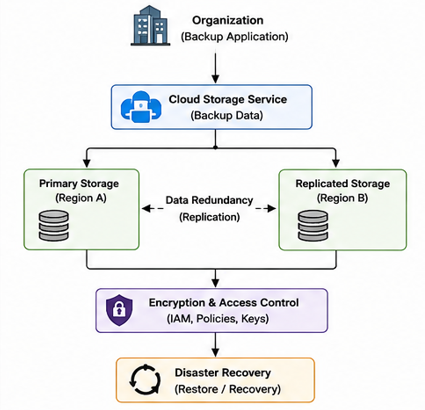 Organization
(Backup Application)
Cloud Storage Service
(Backup Data)
Primary Storage
(Region A)
Data Redundancy
(Replication)
Replicated Storage
(Region B)
Encryption & Access Control
(IAM, Policies, Keys)
Disaster Recovery
(Restore / Recovery)